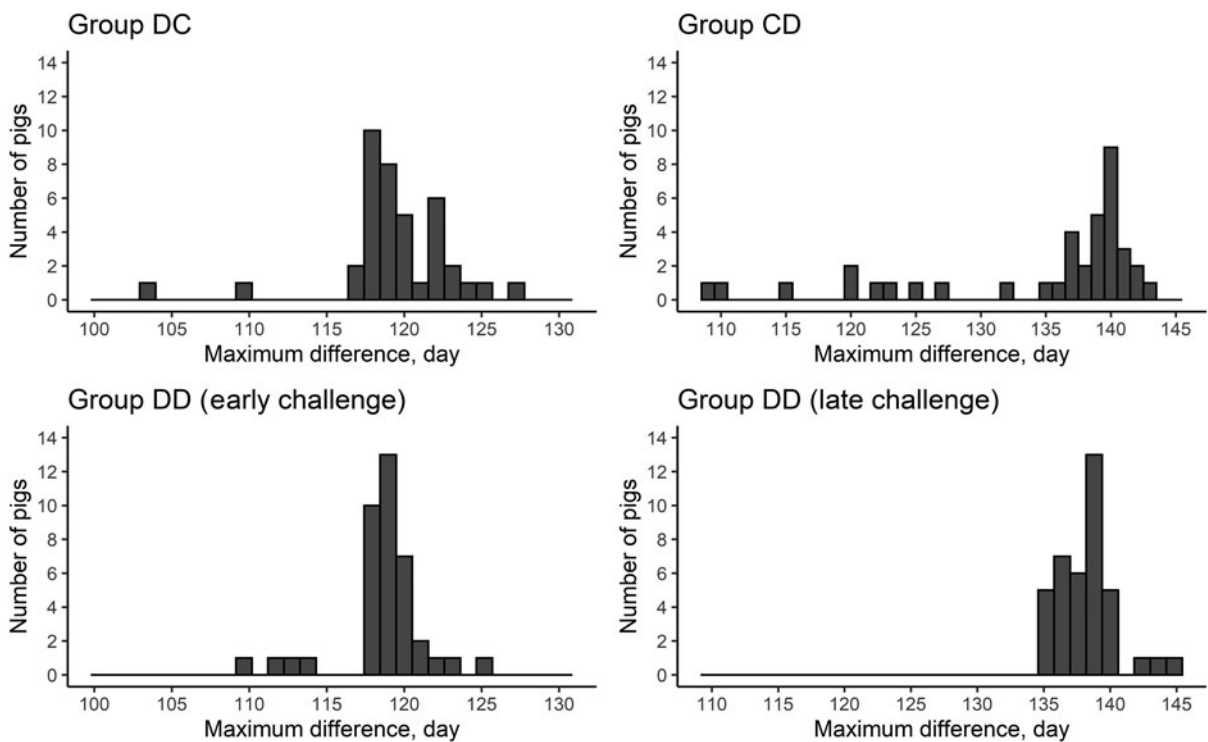 Group DC
14
12
10
8
6
4
2
0
Number of pigs
100 105 110 115 120 125 130
Maximum difference, day
Group CD
14
12
10
8
6
4
2
0
Number of pigs
110 115 120 125 130 135 140 145
Maximum difference, day
Group DD (early challenge)
14
12
10
8
6
4
2
0
Number of pigs
100 105 110 115 120 125 130
Maximum difference, day
Group DD (late challenge)
14
12
10
8
6
4
2
0
Number of pigs
110 115 120 125 130 135 140 145
Maximum difference, day